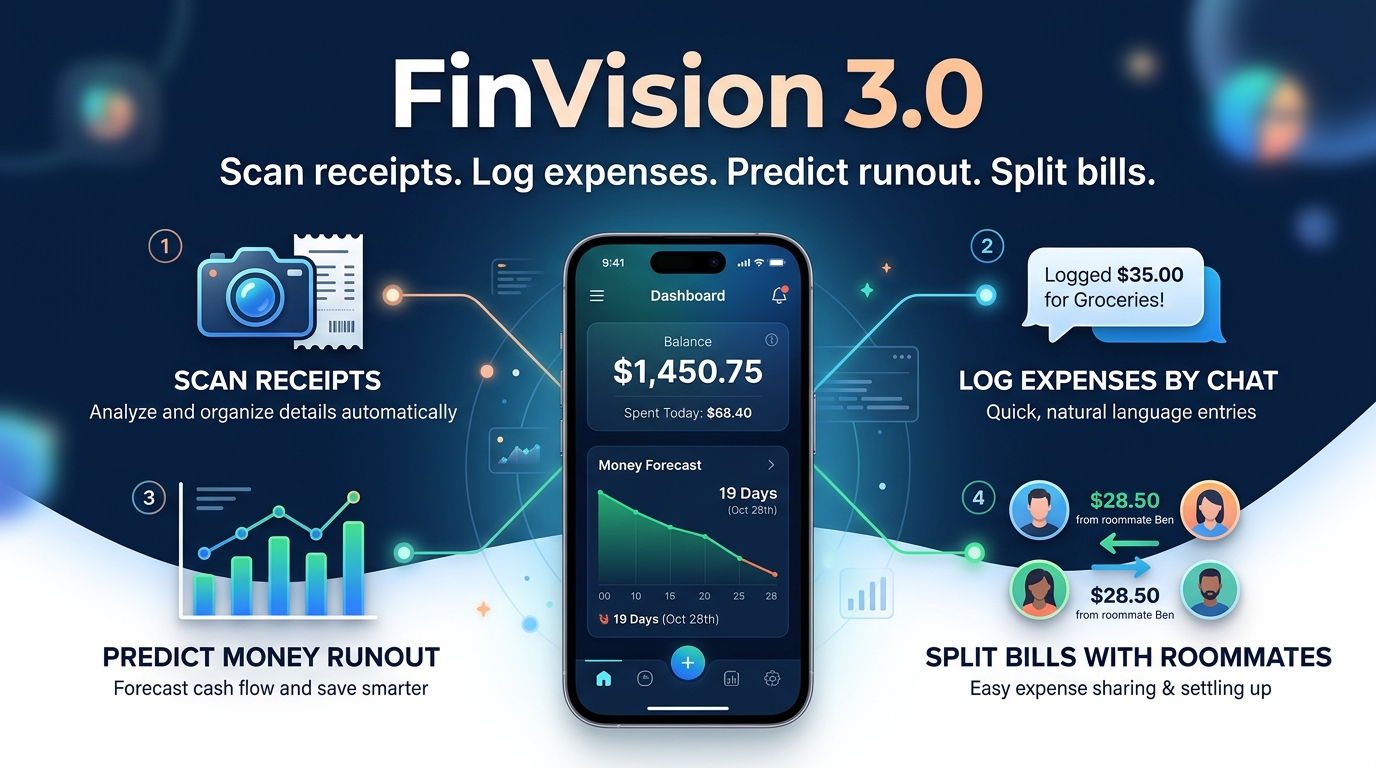 FinVision 3.0
Scan receipts. Log expenses. Predict runout. Split bills.
1
SCAN RECEIPTS
Analyze and organize details automatically
2
Logged $35.00
for Groceries!
LOG EXPENSES BY CHAT
Quick, natural language entries
9:41
Dashboard
Balance
$1,450.75
Spent Today: $68.40
Money Forecast
19 Days
(Oct 28th)
00 10 15 20 25 28
19 Days (Oct 28th)
3
PREDICT MONEY RUNOUT
Forecast cash flow and save smarter
4
$28.50
from roommate Ben
$28.50
from roommate Ben
SPLIT BILLS WITH ROOMMATES
Easy expense sharing & settling up